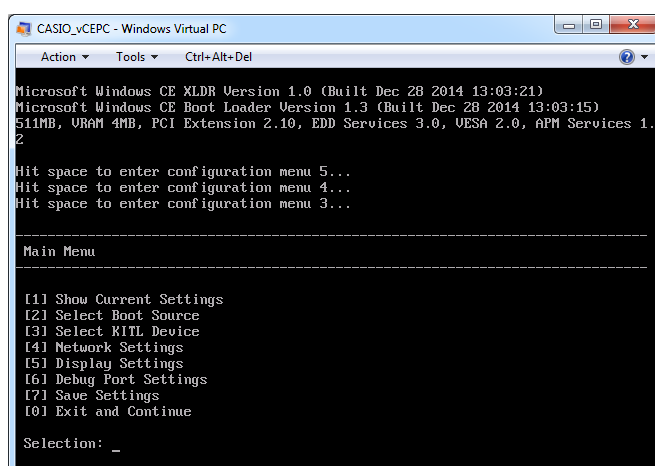 CASIO_vCEPC - Windows Virtual PC
Action Tools Ctrl+Alt+Del
Microsoft Windows CE XLDR Version 1.0 (Built Dec 28 2014 13:03:21)
Microsoft Windows CE Boot Loader Version 1.3 (Built Dec 28 2014 13:03:15)
511MB, VRAM 4MB, PCI Extension 2.10, EDD Services 3.0, VESA 2.0, APM Services 1.
2
Hit space to enter configuration menu 5...
Hit space to enter configuration menu 4...
Hit space to enter configuration menu 3...
--------------------------------------------------------------------------------
Main Menu
--------------------------------------------------------------------------------
[1] Show Current Settings
[2] Select Boot Source
[3] Select KITL Device
[4] Network Settings
[5] Display Settings
[6] Debug Port Settings
[7] Save Settings
[0] Exit and Continue
Selection: _